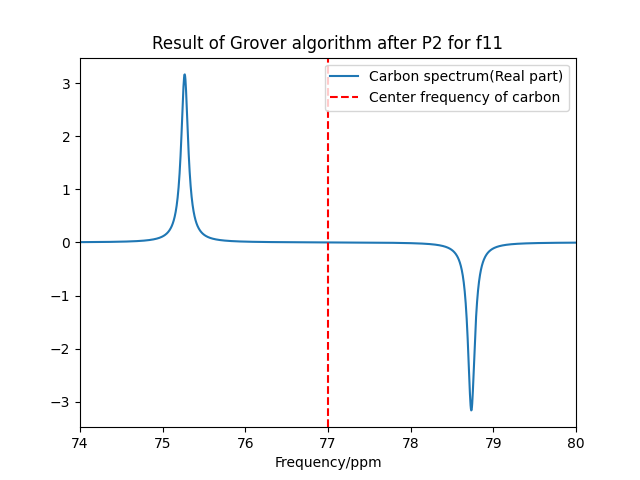 Result of Grover algorithm after P2 for f11
Carbon spectrum(Real part)
Center frequency of carbon
3
2
1
0
−1
−2
−3
74 75 76 77 78 79 80
Frequency/ppm